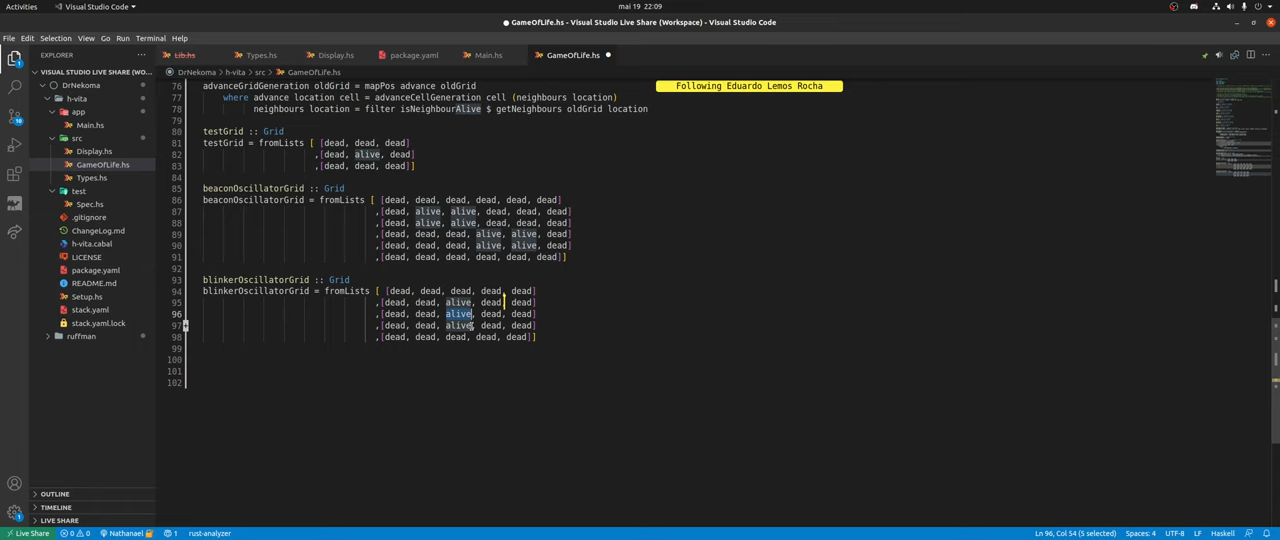 Activities Visual Studio Code mai 19 22:09
GameOfLife.hs - Visual Studio Live Share (Workspace) - Visual Studio Code
File Edit Selection View Go Run Terminal Help
EXPLORER ··· Lib.hs Types.hs Display.hs package.yaml Main.hs GameOfLife.hs
VISUAL STUDIO LIVE SHARE (WO...
DrNekoma > h-vita > src > GameOfLife.hs
DrNekoma
h-vita
app
Main.hs
src
Display.hs
GameOfLife.hs
Types.hs
test
Spec.hs
.gitignore
ChangeLog.md
h-vita.cabal
LICENSE
package.yaml
README.md
Setup.hs
stack.yaml
stack.yaml.lock
ruffman
OUTLINE
TIMELINE
LIVE SHARE
Following Eduardo Lemos Rocha
76 advanceGridGeneration oldGrid = mapPos advance oldGrid
77 where advance location cell = advanceCellGeneration cell (neighbours location)
78 neighbours location = filter isNeighbourAlive $ getNeighbours oldGrid location
79
80 testGrid :: Grid
81 testGrid = fromLists [ [dead, dead, dead]
82 ,[dead, alive, dead]
83 ,[dead, dead, dead]]
84
85 beaconOscillatorGrid :: Grid
86 beaconOscillatorGrid = fromLists [ [dead, dead, dead, dead, dead, dead]
87 ,[dead, alive, alive, dead, dead, dead]
88 ,[dead, alive, alive, dead, dead, dead]
89 ,[dead, dead, dead, alive, alive, dead]
90 ,[dead, dead, dead, alive, alive, dead]
91 ,[dead, dead, dead, dead, dead, dead]]
92
93 blinkerOscillatorGrid :: Grid
94 blinkerOscillatorGrid = fromLists [ [dead, dead, dead, dead, dead]
95 ,[dead, dead, alive, dead, dead]
96 ,[dead, dead, alive, dead, dead]
97 ,[dead, dead, alive, dead, dead]
98 ,[dead, dead, dead, dead, dead]]
99
100
101
102
Live Share 0 0 Nathanael 1 rust-analyzer Ln 96, Col 54 (5 selected) Spaces: 4 UTF-8 LF Haskell